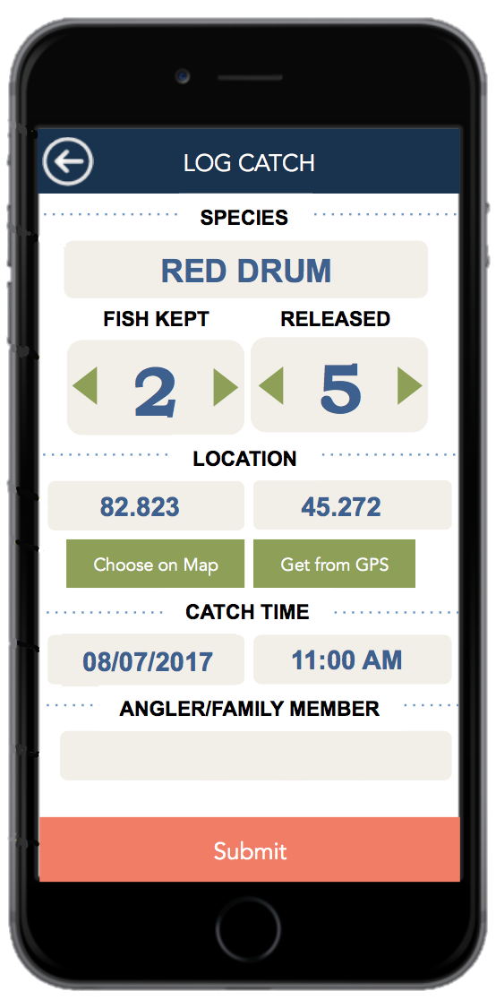 LOG CATCH
SPECIES
RED DRUM
FISH KEPT RELEASED
2 5
LOCATION
82.823 45.272
Choose on Map Get from GPS
CATCH TIME
08/07/2017 11:00 AM
ANGLER/FAMILY MEMBER
Submit